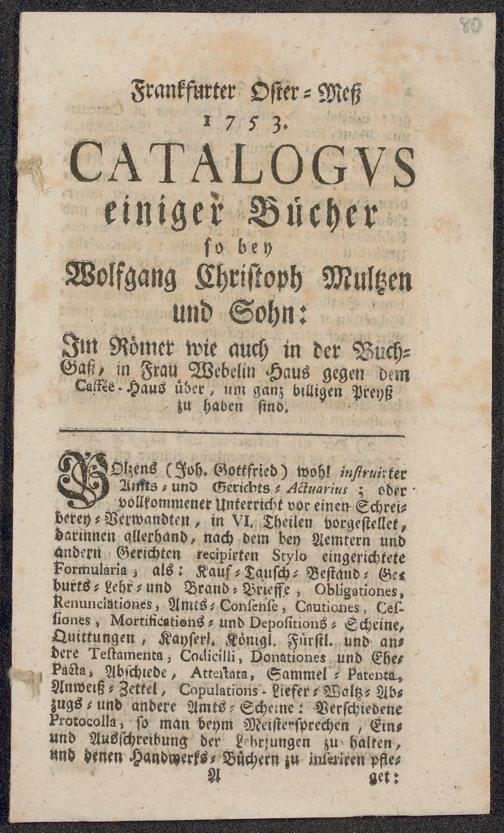 80
Frankfurter Oster-Meß
1753.
CATALOGVS
einiger Bücher
so bey
Wolfgang Christoph Multzen
und Sohn:
Im Römer wie auch in der Buch-
Gaß, in Frau Webelin Haus gegen dem
Caffée-Haus über, um ganz billigen Preyß
zu haben sind.
BOlzens (Joh. Gottfried) wohl instruirter
Amts- und Gerichts-Actuarius; oder
vollkommener Unterricht vor einen Schrei-
berey-Verwandten, in VI. Theilen vorgestellet,
darinnen allerhand, nach dem bey Aemtern und
andern Gerichten recipirten Stylo eingerichtete
Formularia, als: Kauf-Tausch-Bestand-Ge-
burts-Lehr-und Brand-Brieffe, Obligationes,
Renunciationes, Amts-Consense, Cautiones, Ces-
siones, Mortifications- und Depositions-Scheine,
Quittungen, Kayserl. Königl. Fürstl. und an-
dere Testamenta, Codicilli, Donationes und Ehe-
Pacta, Abschiede, Attestata, Sammel-Patenta,
Anweiß-Zettel, Copulations-Liefer-Waltz-Ab-
zugs- und andere Amts-Scheine: Verschiedene
Protocolla, so man beym Meistersprechen, Ein-
und Ausschreibung der Lehrjungen zu halten,
und denen Handwerks-Büchern zu inseriren pfle-
A get: